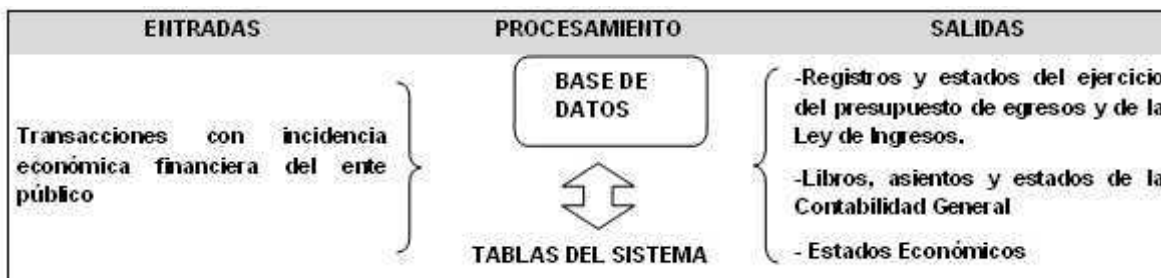 ENTRADAS PROCESAMIENTO SALIDAS
Transacciones con incidencia
económica financiera del ente
público
BASE DE
DATOS
TABLAS DEL SISTEMA
-Registros y estados del ejercicio
del presupuesto de egresos y de la
Ley de Ingresos.
-Libros, asientos y estados de la
Contabilidad General
- Estados Económicos